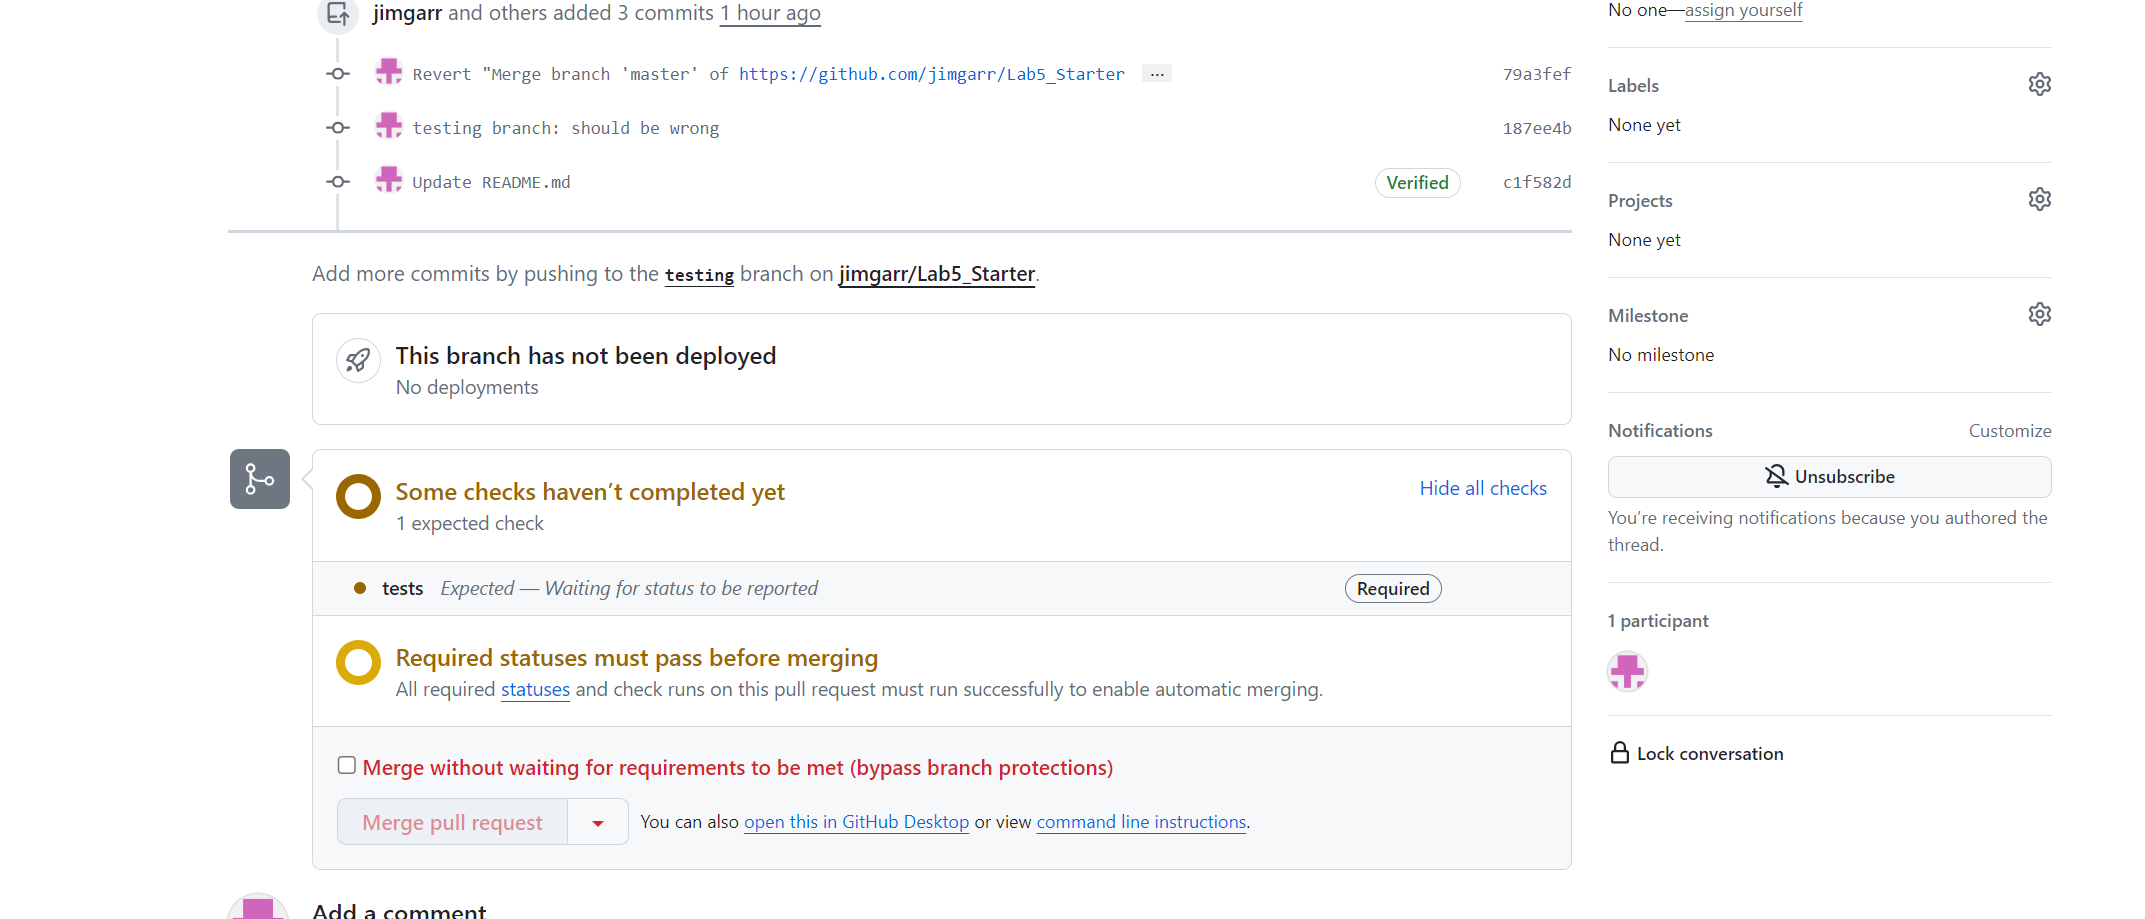 jimgarr and others added 3 commits 1 hour ago
Revert "Merge branch 'master' of https://github.com/jimgarr/Lab5_Starter ...
79a3fef
testing branch: should be wrong
187ee4b
Update README.md
Verified
c1f582d
Add more commits by pushing to the testing branch on jimgarr/Lab5_Starter.
This branch has not been deployed
No deployments
Some checks haven't completed yet
1 expected check
Hide all checks
tests Expected — Waiting for status to be reported
Required
Required statuses must pass before merging
All required statuses and check runs on this pull request must run successfully to enable automatic merging.
Merge without waiting for requirements to be met (bypass branch protections)
Merge pull request
You can also open this in GitHub Desktop or view command line instructions.
Add a comment
No one—assign yourself
Labels
None yet
Projects
None yet
Milestone
No milestone
Notifications
Customize
Unsubscribe
You're receiving notifications because you authored the
thread.
1 participant
Lock conversation